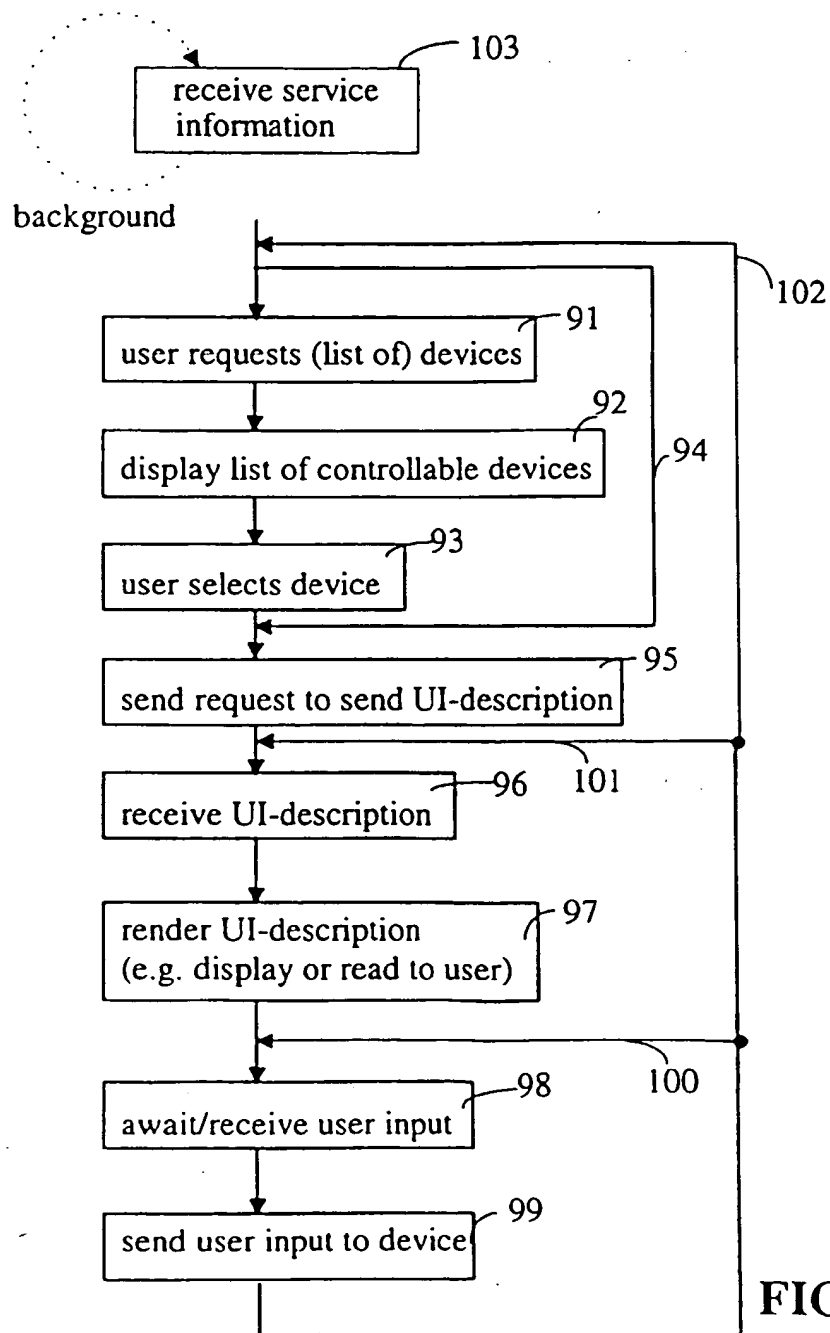 103
receive service
information
background
102
91
user requests (list of) devices
92
display list of controllable devices
94
93
user selects device
95
send request to send UI-description
101
96
receive UI-description
97
render UI-description
(e.g. display or read to user)
100
98
await/receive user input
99
send user input to device
FIG